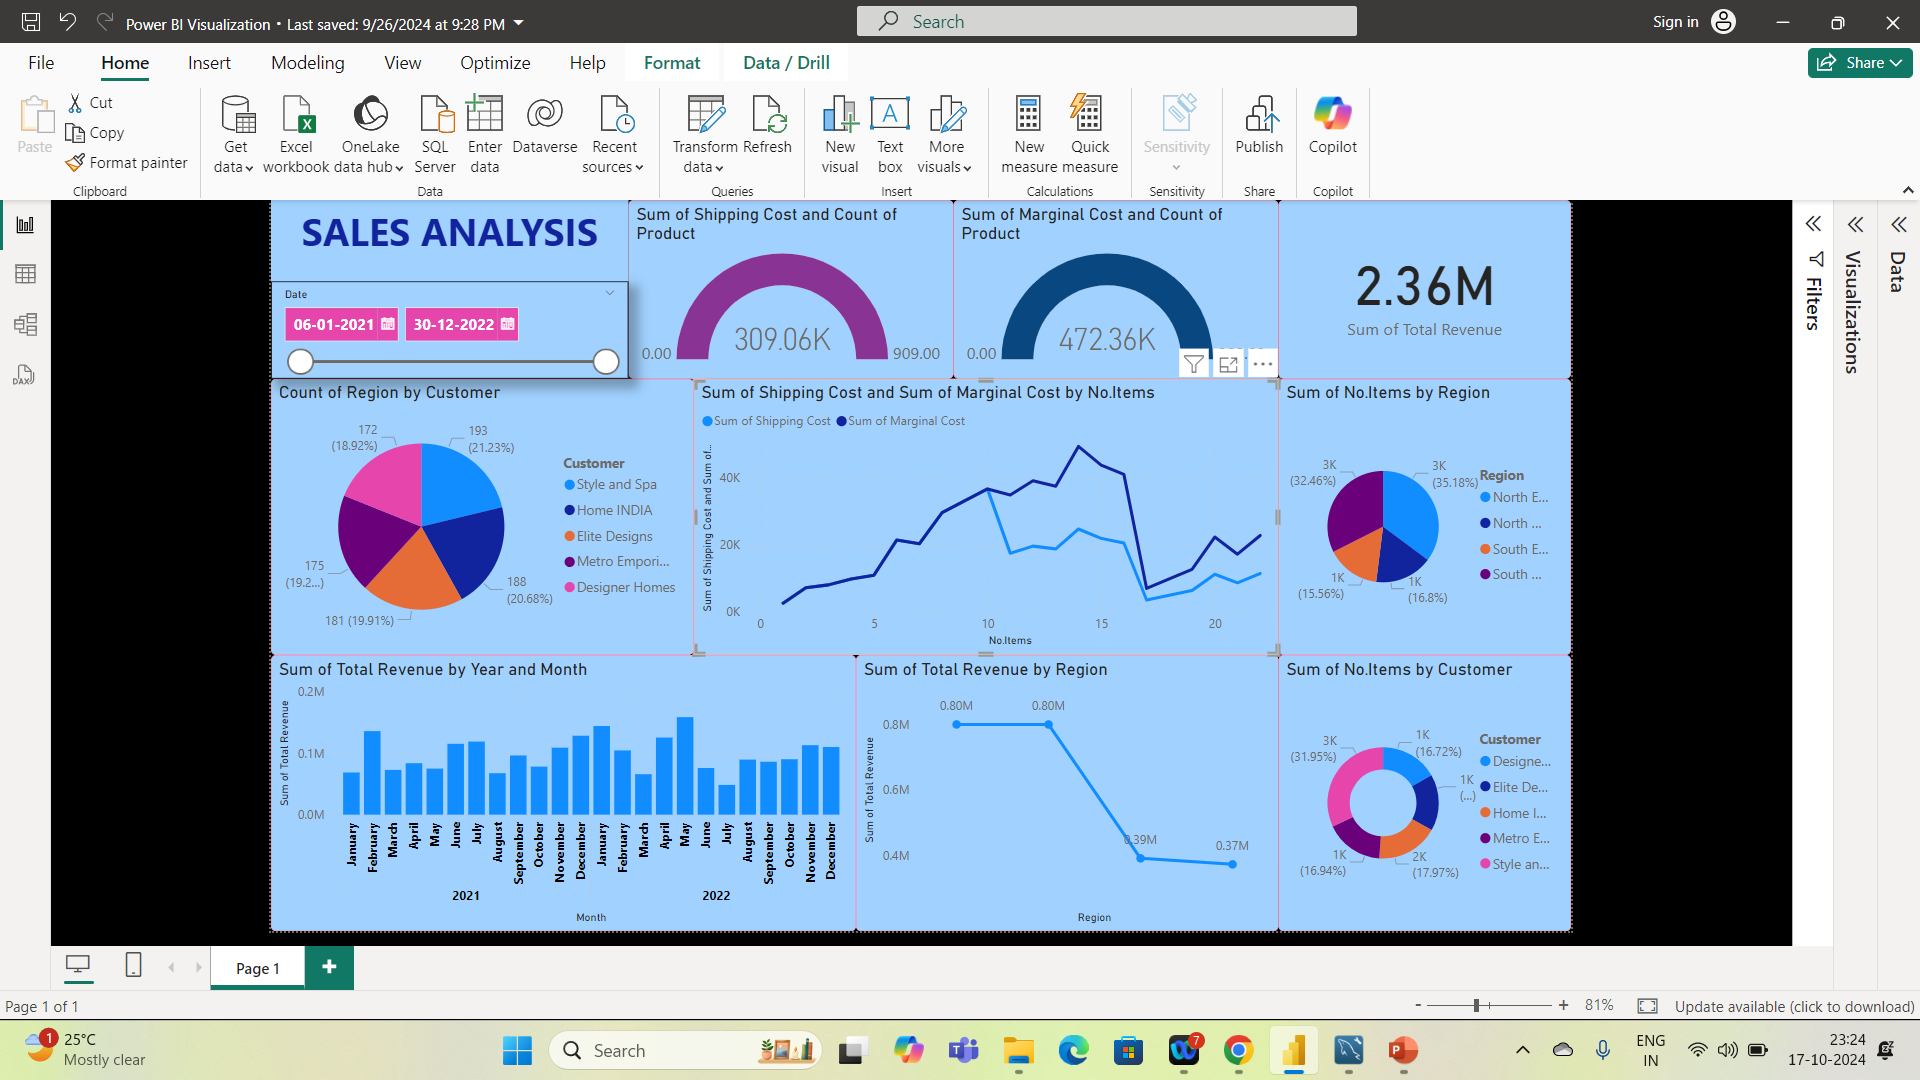 Power BI Visualization • Last saved: 9/26/2024 at 9:28 PM
Search
Sign in
File
Home
Insert
Modeling
View
Optimize
Help
Format
Data / Drill
Share
Paste
Cut
Copy
Format painter
Clipboard
Get data
Excel workbook
OneLake data hub
SQL Server
Enter data
Dataverse
Recent sources
Data
Transform data
Refresh
Queries
New visual
Text box
More visuals
Insert
New measure
Quick measure
Calculations
Sensitivity
Sensitivity
Publish
Share
Copilot
Copilot
SALES ANALYSIS
Date
06-01-2021
30-12-2022
Sum of Shipping Cost and Count of
Product
309.06K
0.00
909.00
Sum of Marginal Cost and Count of
Product
472.36K
0.00
2.36M
Sum of Total Revenue
Filters
Visualizations
Data
Count of Region by Customer
172
(18.92%)
193
(21.23%)
175
(19.2...)
188
(20.68%)
181 (19.91%)
Customer
Style and Spa
Home INDIA
Elite Designs
Metro Empori...
Designer Homes
Sum of Shipping Cost and Sum of Marginal Cost by No.Items
Sum of Shipping Cost
Sum of Marginal Cost
Sum of Shipping Cost and Sum of...
40K
20K
0K
0
5
10
15
20
No.Items
Sum of No.Items by Region
3K
(32.46%)
3K
(35.18%)
1K
(15.56%)
1K
(16.8%)
Region
North E...
North ...
South E...
South ...
Sum of Total Revenue by Year and Month
Sum of Total Revenue
0.2M
0.1M
0.0M
January
February
March
April
May
June
July
August
September
October
November
December
January
February
March
April
May
June
July
August
September
October
November
December
2021
2022
Month
Sum of Total Revenue by Region
Sum of Total Revenue
0.8M
0.6M
0.4M
0.80M
0.80M
0.39M
0.37M
Region
Sum of No.Items by Customer
3K
(31.95%)
1K
(16.72%)
1K
(...)
1K
(16.94%)
2K
(17.97%)
Customer
Designe...
Elite De...
Home I...
Metro E...
Style an...
Page 1
Page 1 of 1
81%
Update available (click to download)
1
25°C
Mostly clear
Search
7
ENG
IN
23:24
17-10-2024